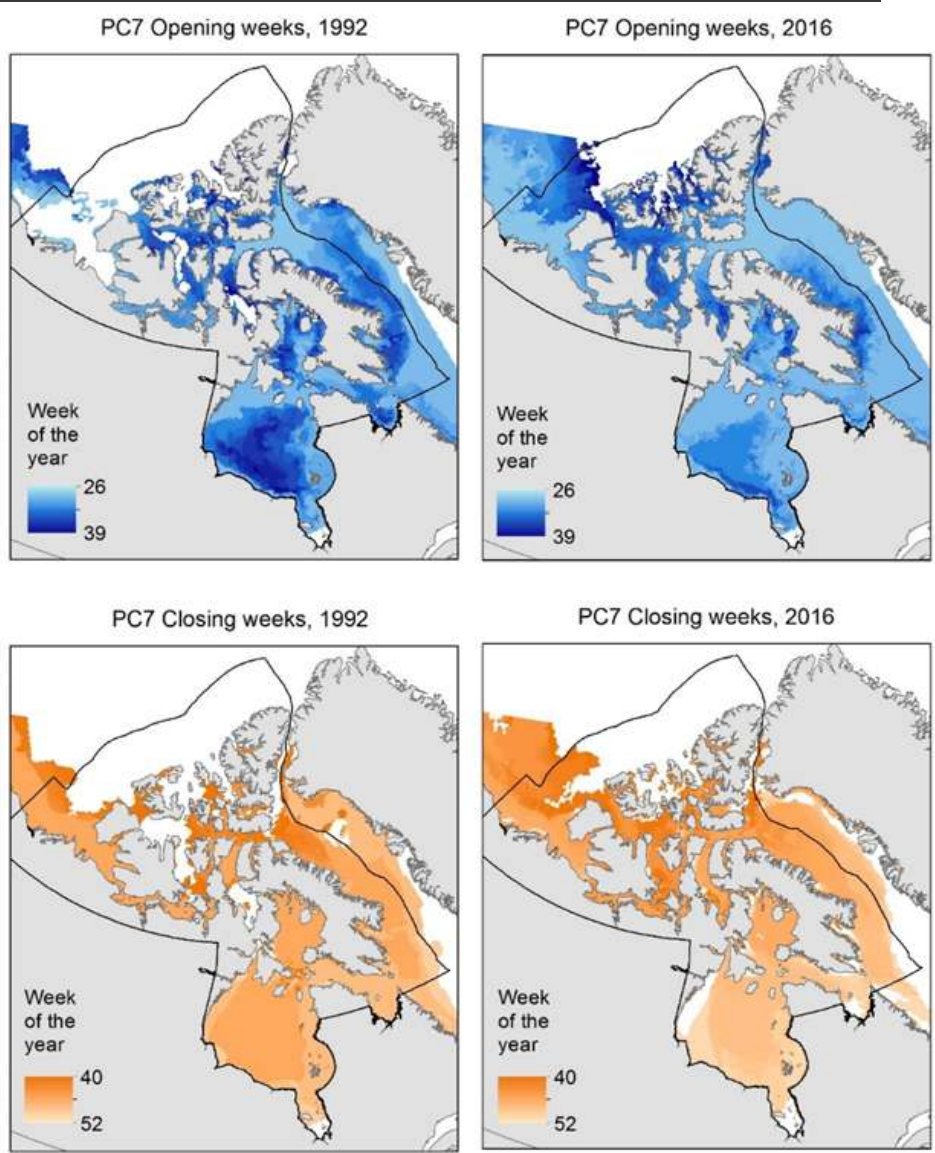 PC7 Opening weeks, 1992
PC7 Opening weeks, 2016
Week
of the
year
26
39
Week
of the
year
26
39
PC7 Closing weeks, 1992
PC7 Closing weeks, 2016
Week
of the
year
40
52
Week
of the
year
40
52